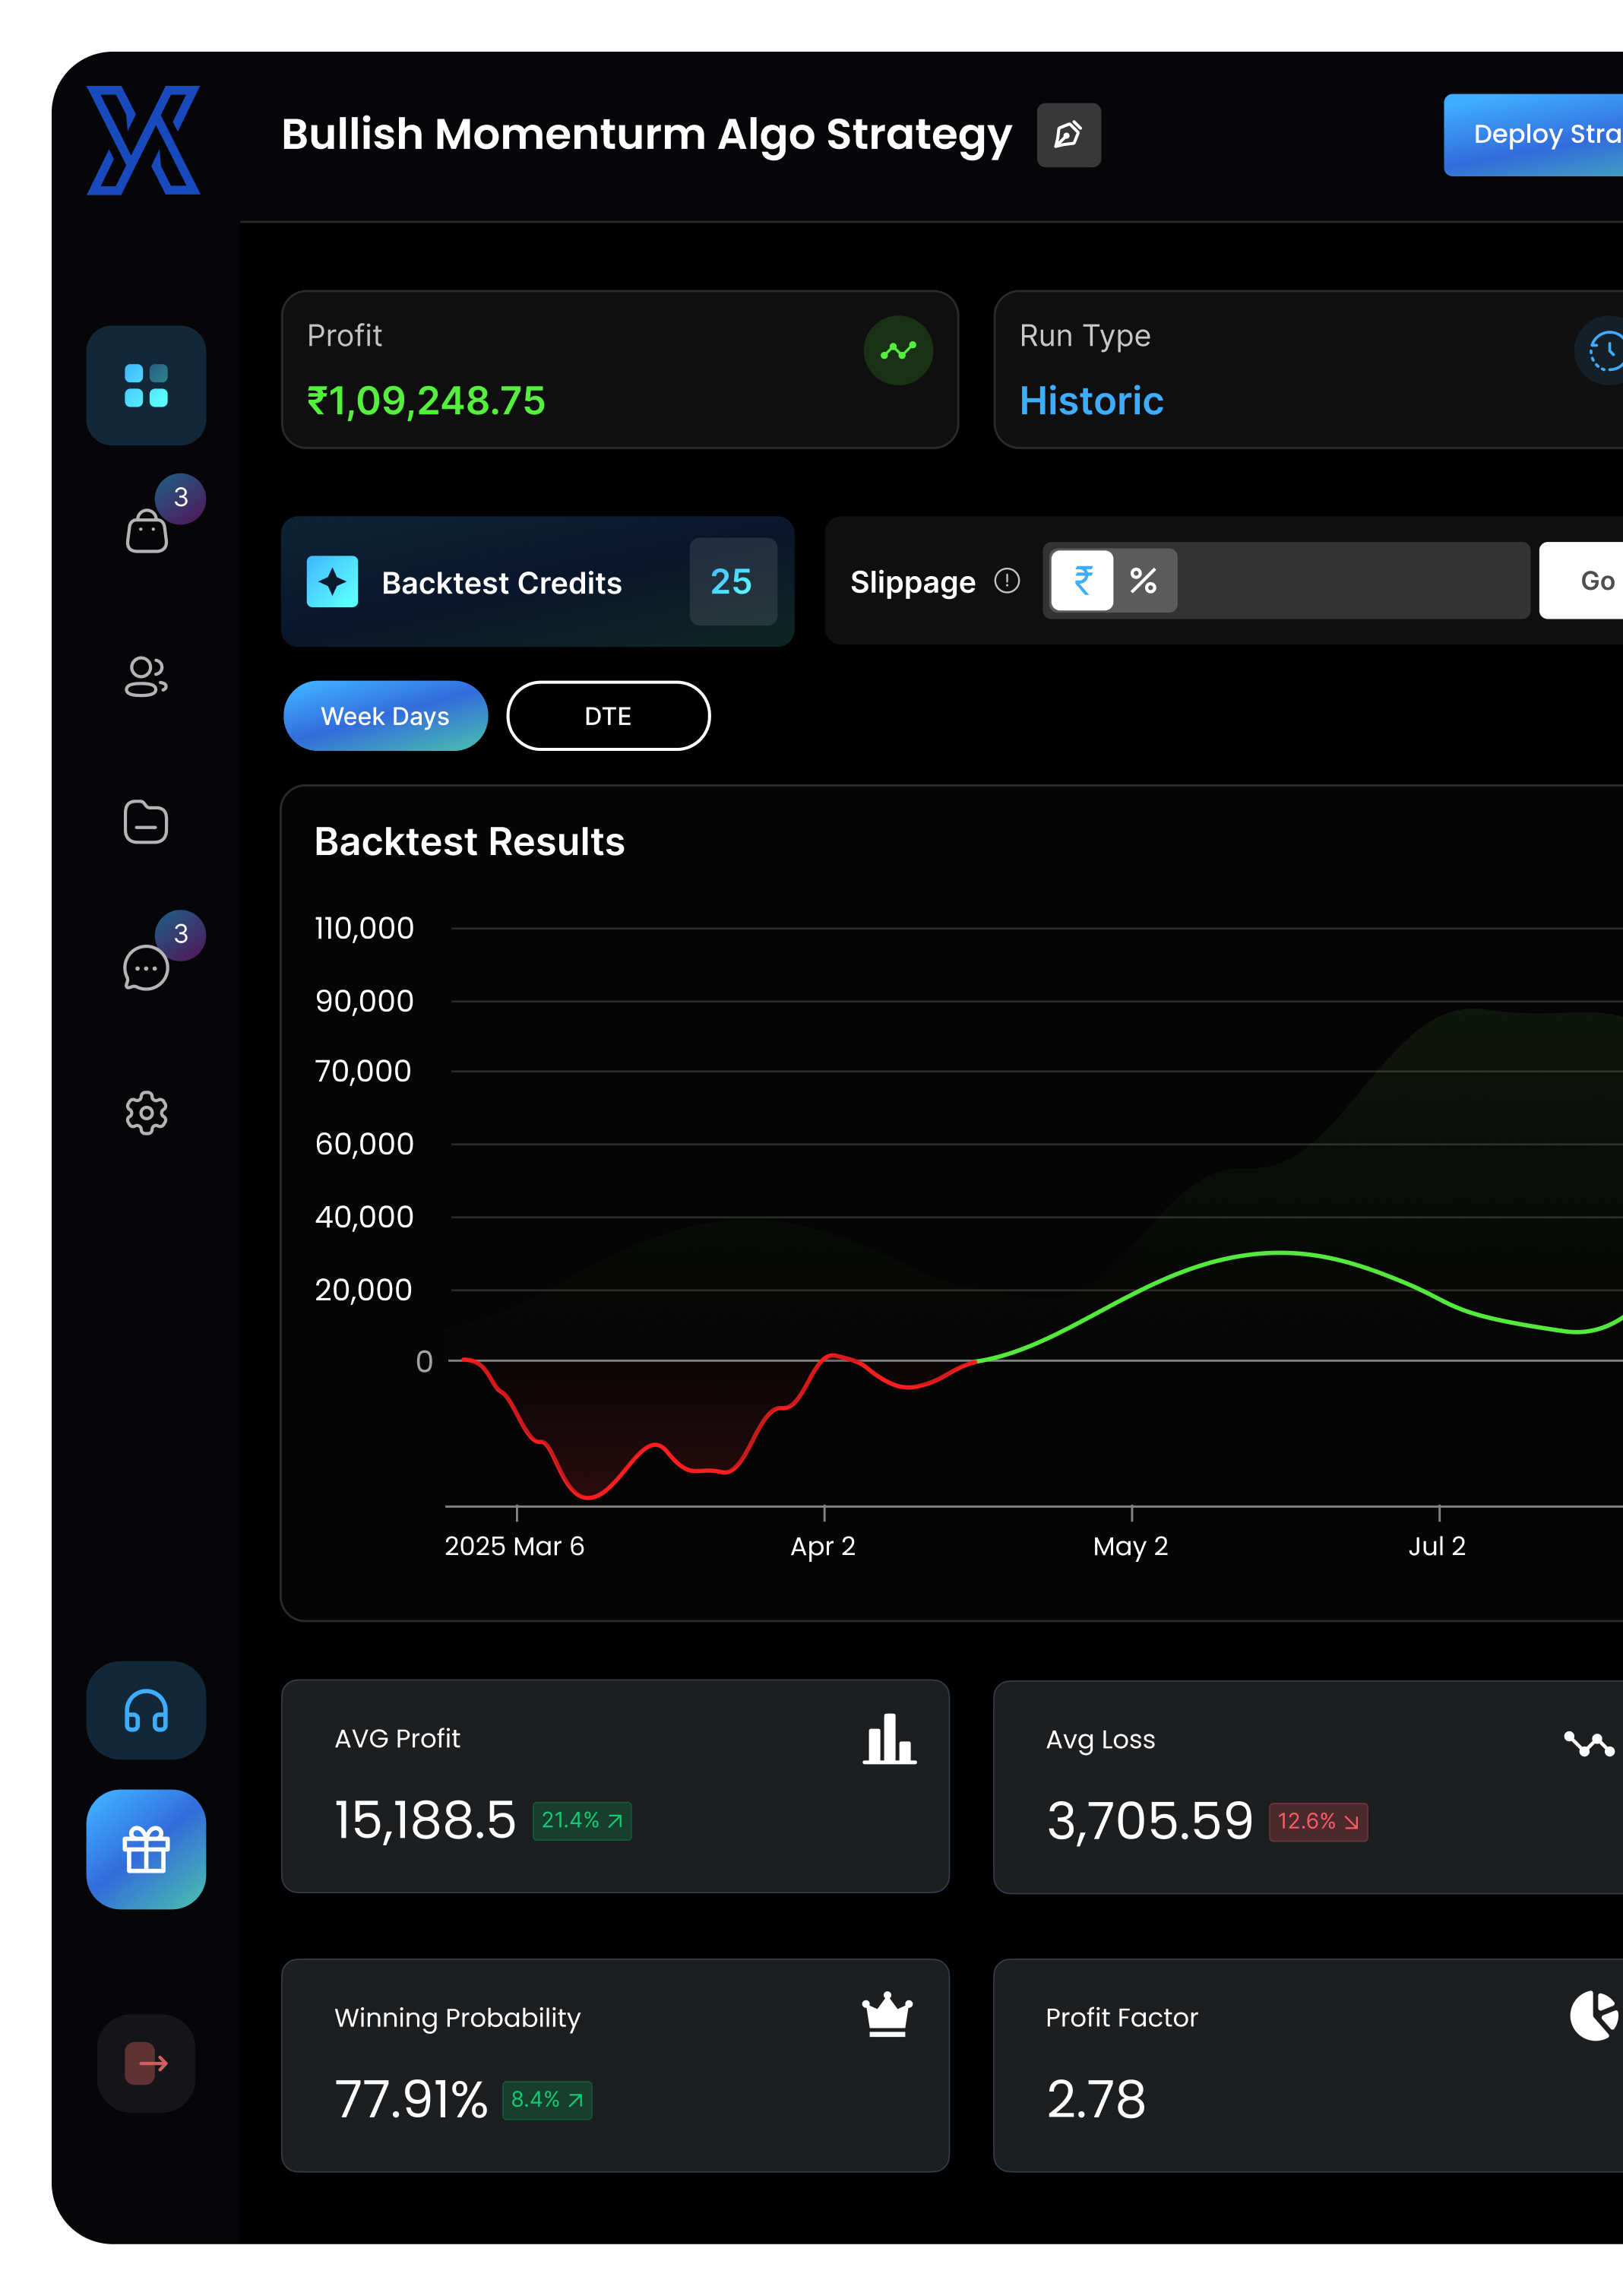 Bullish Momenturm Algo Strategy
Deploy Stra
Profit
₹1,09,248.75
Run Type
Historic
3
Backtest Credits
25
Slippage
₹ %
Go
Week Days
DTE
Backtest Results
110,000
90,000
70,000
60,000
40,000
20,000
0
2025 Mar 6
Apr 2
May 2
Jul 2
3
AVG Profit
15,188.5
21.4%
Avg Loss
3,705.59
12.6%
Winning Probability
77.91%
8.4%
Profit Factor
2.78